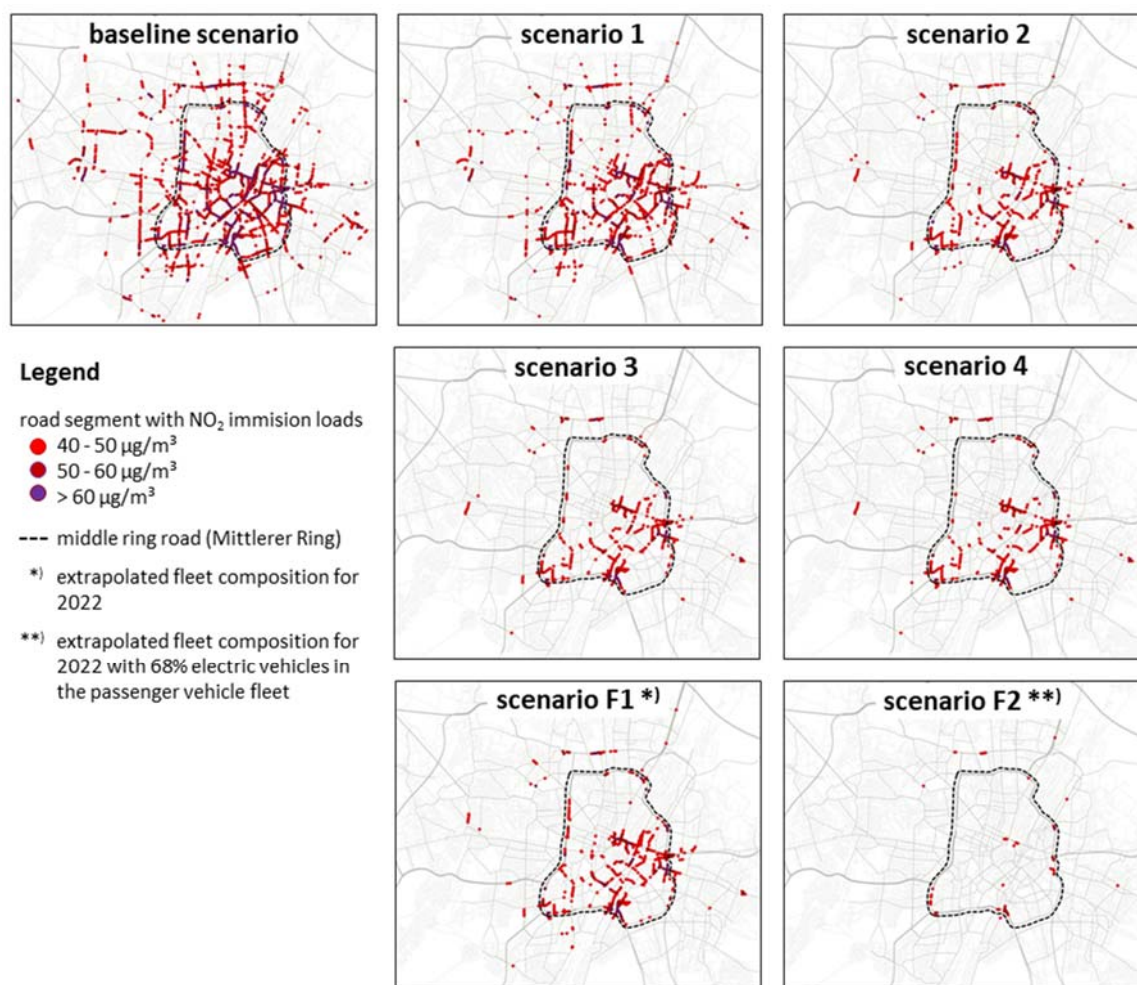 baseline scenario
scenario 1
scenario 2
Legend
road segment with NO₂ immision loads
40 - 50 µg/m³
50 - 60 µg/m³
> 60 µg/m³
middle ring road (Mittlerer Ring)
*) extrapolated fleet composition for
2022
**) extrapolated fleet composition for
2022 with 68% electric vehicles in
the passenger vehicle fleet
scenario 3
scenario 4
scenario F1 *)
scenario F2 **)